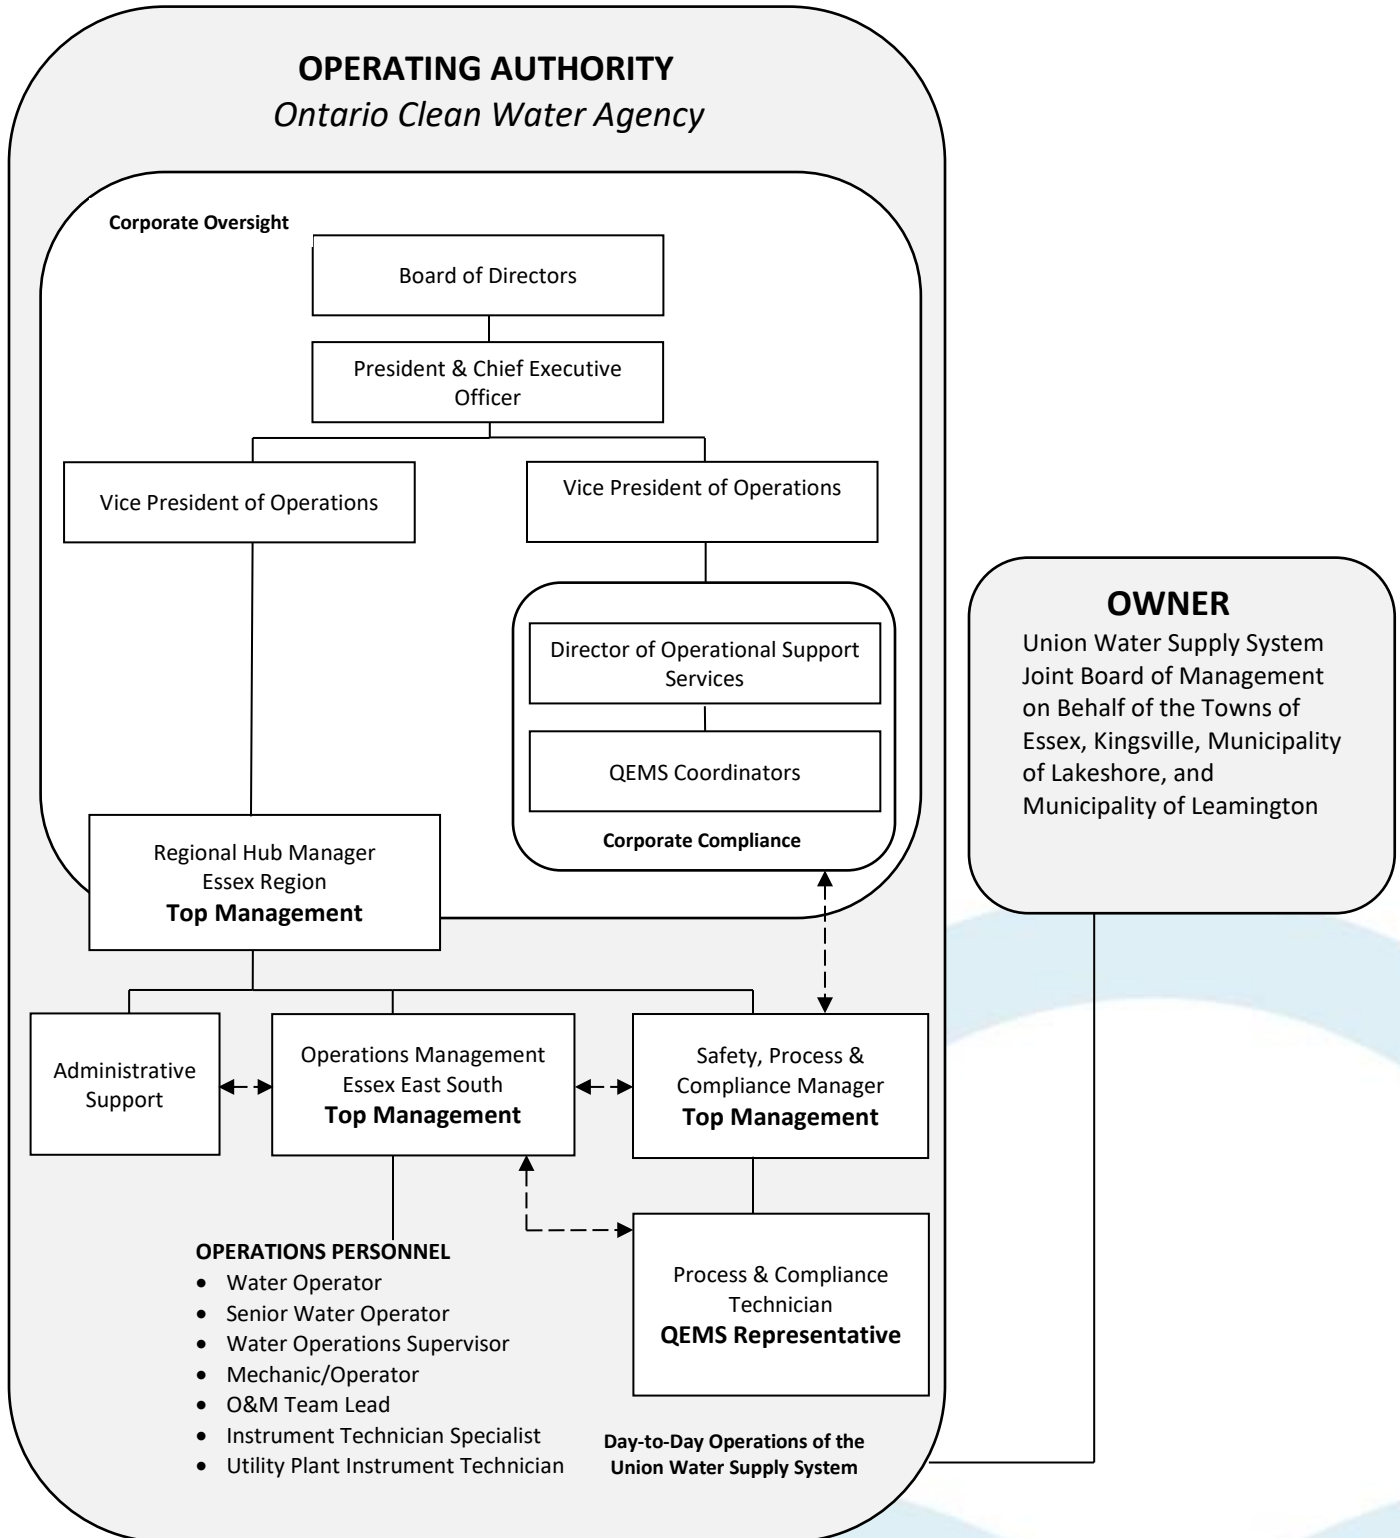 OPERATING AUTHORITY
Ontario Clean Water Agency
Corporate Oversight
Board of Directors
President & Chief Executive
Officer
Vice President of Operations
Vice President of Operations
Director of Operational Support
Services
QEMS Coordinators
Corporate Compliance
OWNER
Union Water Supply System
Joint Board of Management
on Behalf of the Towns of
Essex, Kingsville, Municipality
of Lakeshore, and
Municipality of Leamington
Regional Hub Manager
Essex Region
Top Management
Administrative
Support
Operations Management
Essex East South
Top Management
Safety, Process &
Compliance Manager
Top Management
OPERATIONS PERSONNEL
• Water Operator
• Senior Water Operator
• Water Operations Supervisor
• Mechanic/Operator
• O&M Team Lead
• Instrument Technician Specialist
• Utility Plant Instrument Technician
Process & Compliance
Technician
QEMS Representative
Day-to-Day Operations of the
Union Water Supply System